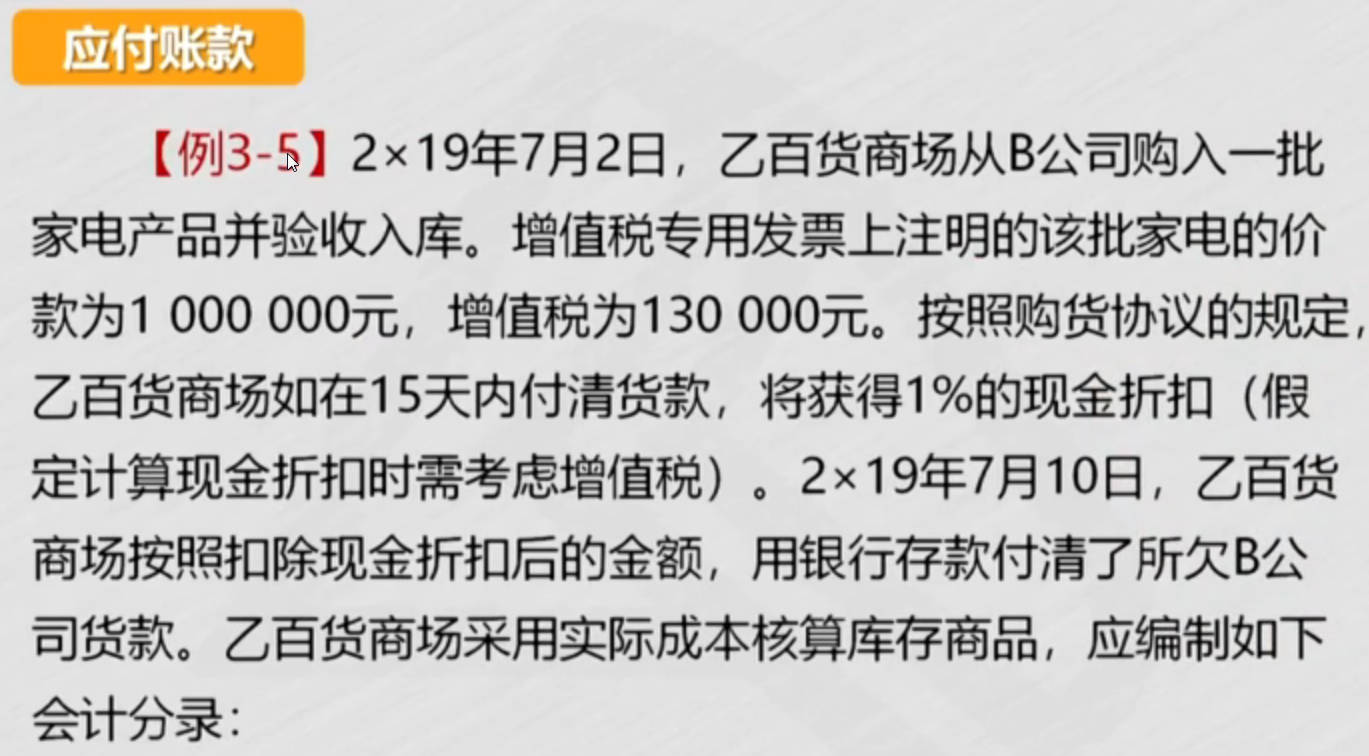 应付账款
【例3-5】2×19年7月2日，乙百货商场从B公司购入一批
家电产品并验收入库。增值税专用发票上注明的该批家电的价
款为1 000 000元，增值税为130 000元。按照购货协议的规定，
乙百货商场如在15天内付清货款，将获得1%的现金折扣（假
定计算现金折扣时需考虑增值税）。2×19年7月10日，乙百货
商场按照扣除现金折扣后的金额，用银行存款付清了所欠B公
司货款。乙百货商场采用实际成本核算库存商品，应编制如下
会计分录：